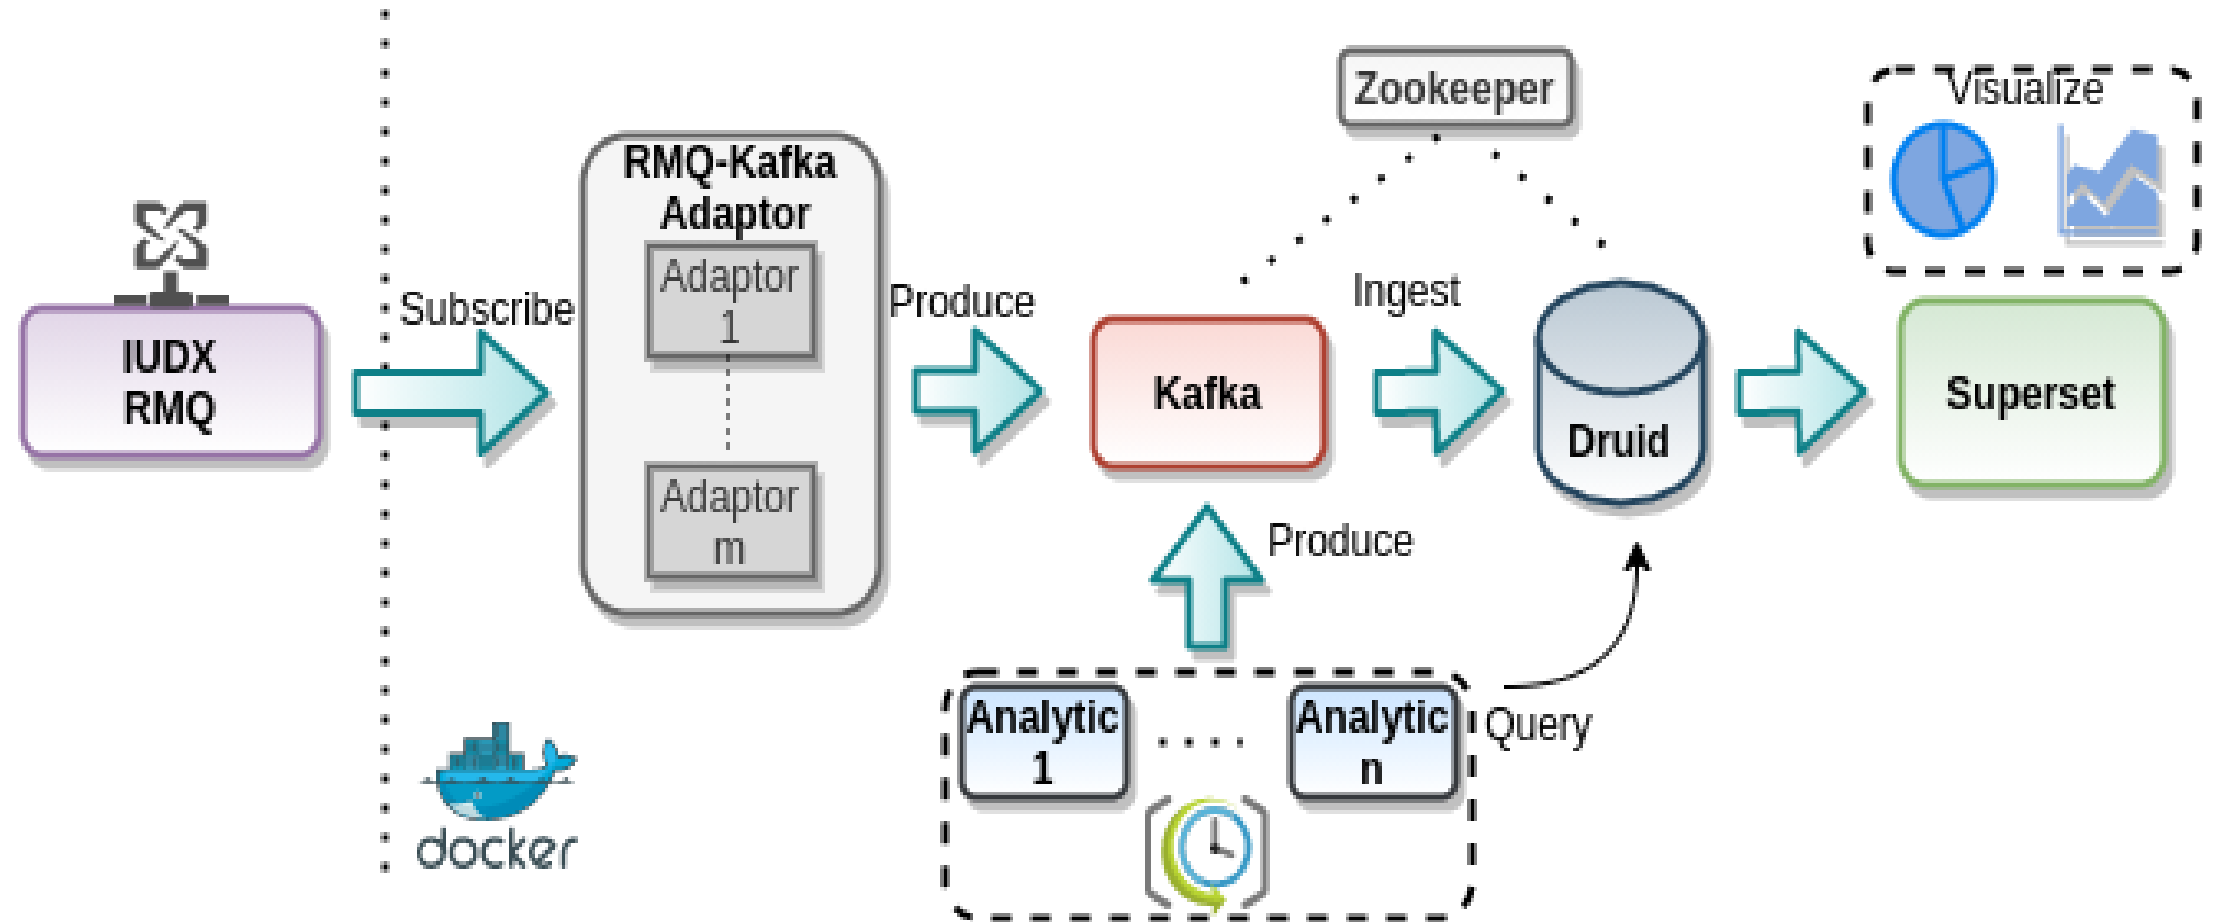 IUDX
RMQ
Subscribe
RMQ-Kafka
Adaptor
Adaptor
1
Adaptor
m
Produce
Kafka
Zookeeper
Ingest
Druid
Visualize
Superset
Produce
Analytic
1
Analytic
n
Query
docker